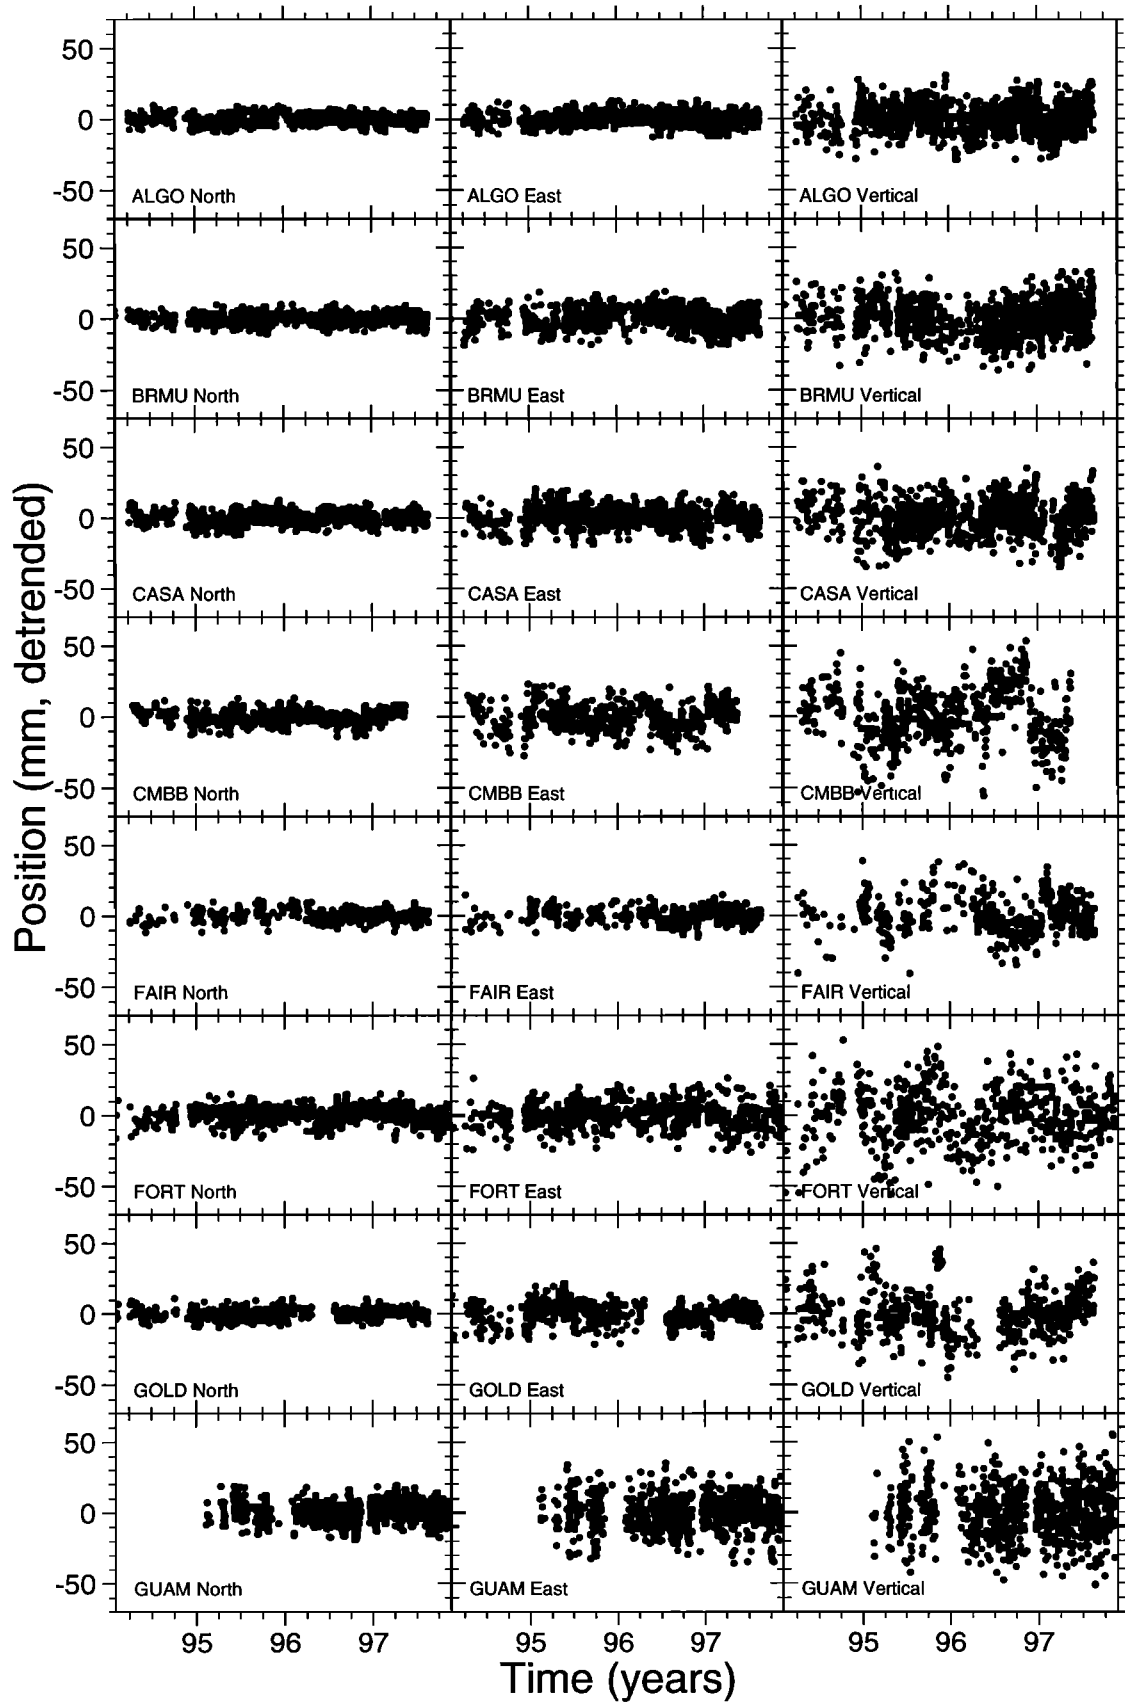 50
0
-50
ALGO North
ALGO East
ALGO Vertical
50
0
-50
BRMU North
BRMU East
BRMU Vertical
50
0
-50
CASA North
CASA East
CASA Vertical
50
0
-50
CMBB North
CMBB East
CMBB Vertical
50
0
-50
FAIR North
FAIR East
FAIR Vertical
50
0
-50
FORT North
FORT East
FORT Vertical
50
0
-50
GOLD North
GOLD East
GOLD Vertical
50
0
-50
GUAM North
GUAM East
GUAM Vertical
95 96 97 95 96 97 95 96 97
Time (years)
Position (mm, detrended)